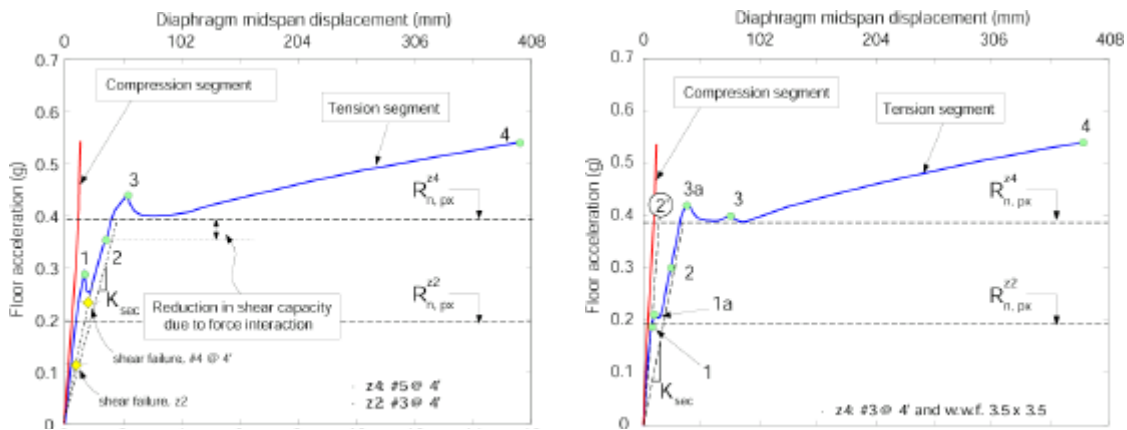 Diaphragm midspan displacement (mm)
0 102 204 306 408
0.7
0.6
0.5
0.4
0.3
0.2
0.1
0
Floor acceleration (g)
Compression segment
Tension segment
4
3
R z4 n, px
1
2
K sec
Reduction in shear capacity
due to force interaction
R z2 n, px
shear failure, #4 @ 4'
shear failure, z2
z4: #5 @ 4'
z2: #3 @ 4'
Diaphragm midspan displacement (mm)
0 102 204 306 408
0.7
0.6
0.5
0.4
0.3
0.2
0.1
0
Floor acceleration (g)
Compression segment
Tension segment
4
R z4 n, px
2'
3a
3
2
R z2 n, px
1a
1
K sec
z4: #3 @ 4' and w.w.f. 3.5 x 3.5